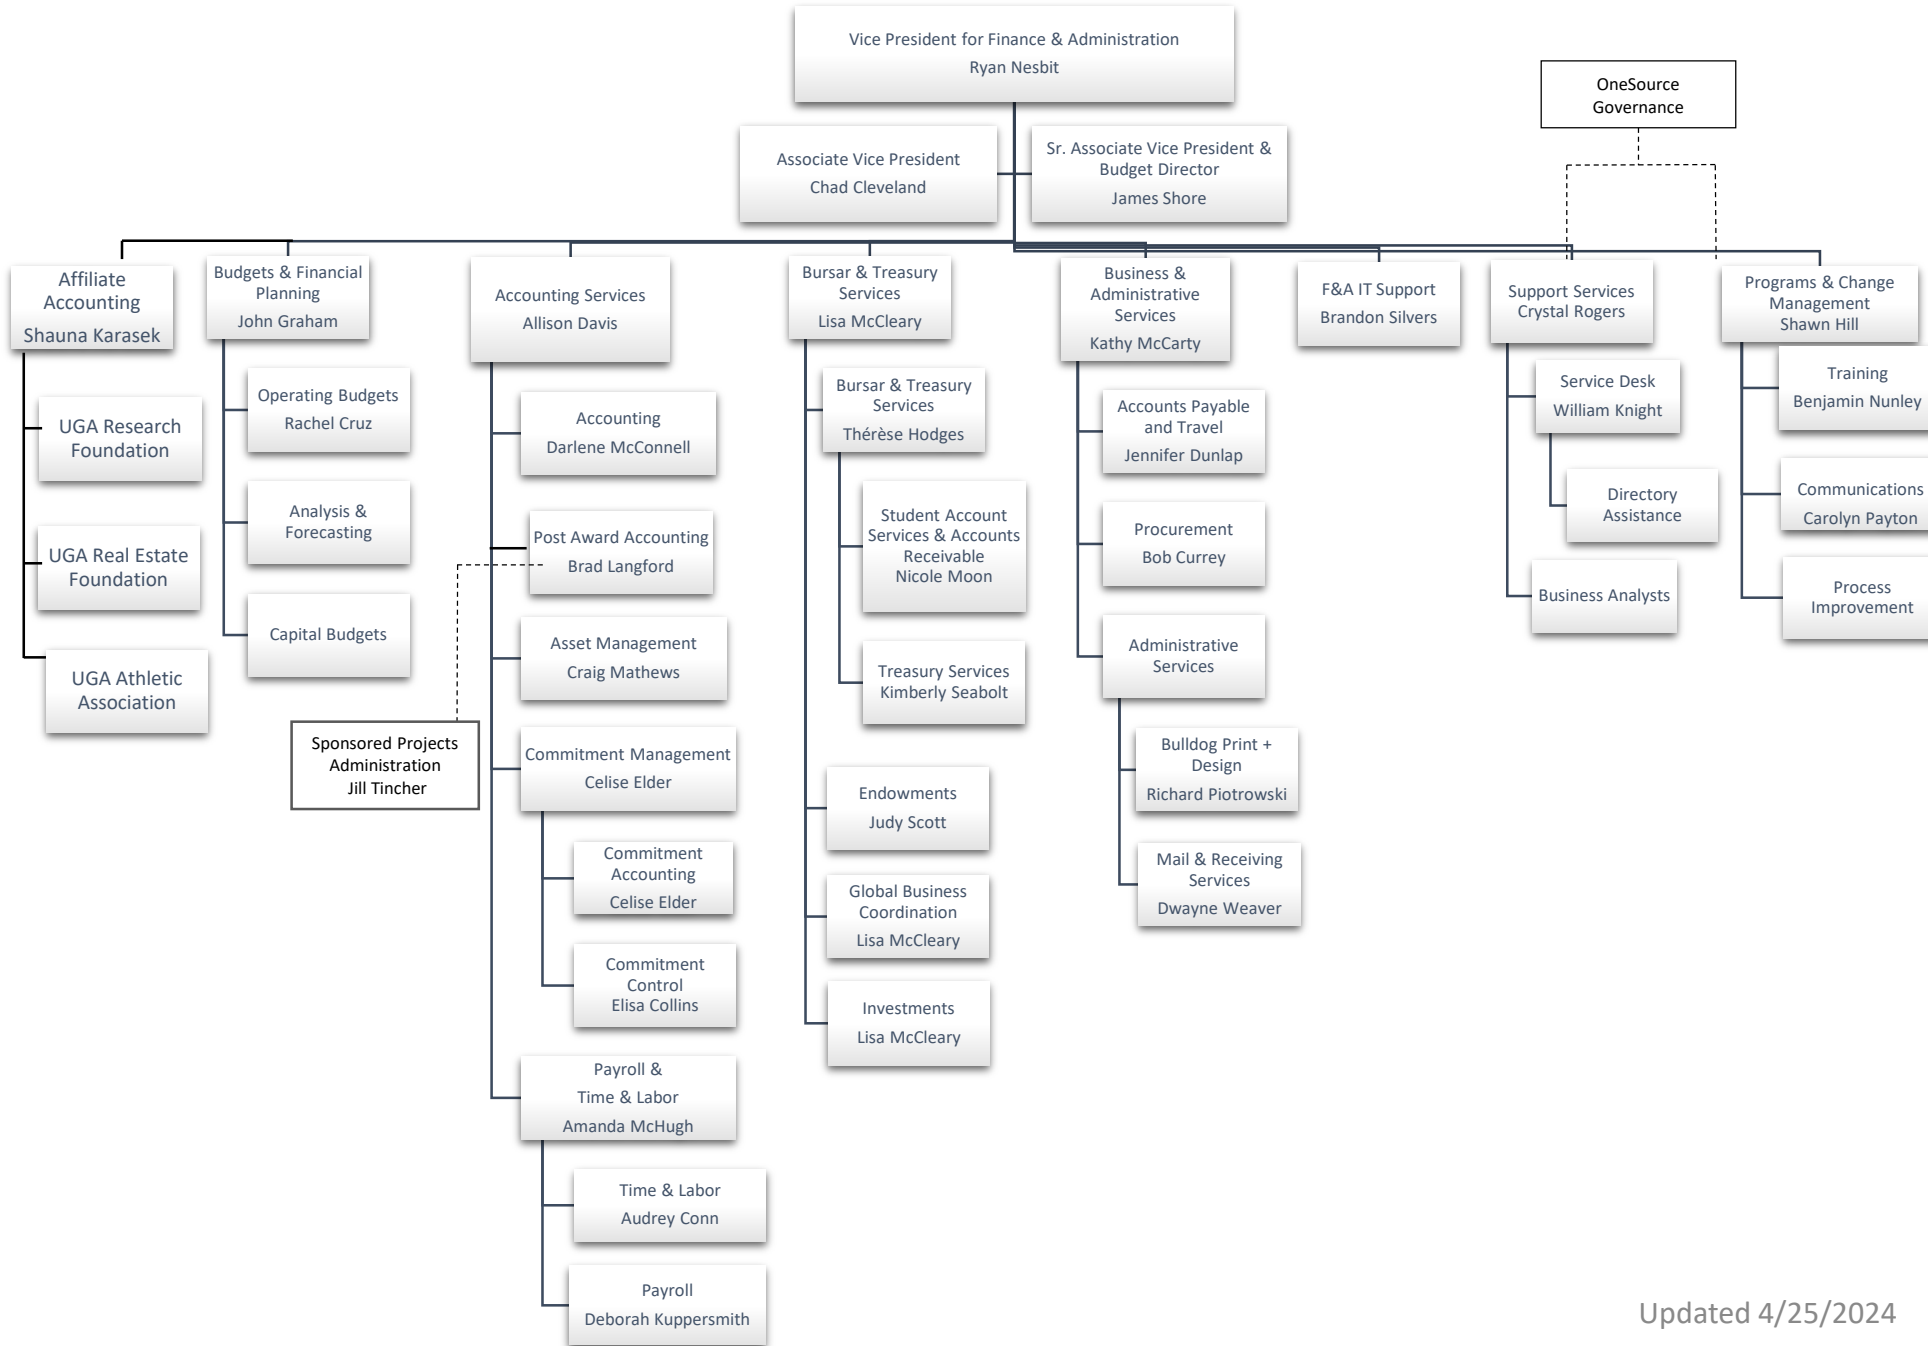 Vice President for Finance & Administration
Ryan Nesbit
OneSource
Governance
Associate Vice President
Chad Cleveland
Sr. Associate Vice President &
Budget Director
James Shore
Affiliate
Accounting
Shauna Karasek
UGA Research
Foundation
UGA Real Estate
Foundation
UGA Athletic
Association
Budgets & Financial
Planning
John Graham
Operating Budgets
Rachel Cruz
Analysis &
Forecasting
Capital Budgets
Accounting Services
Allison Davis
Accounting
Darlene McConnell
Post Award Accounting
Brad Langford
Sponsored Projects
Administration
Jill Tincher
Asset Management
Craig Mathews
Commitment Management
Celise Elder
Commitment
Accounting
Celise Elder
Commitment
Control
Elisa Collins
Payroll &
Time & Labor
Amanda McHugh
Time & Labor
Audrey Conn
Payroll
Deborah Kuppersmith
Bursar & Treasury
Services
Lisa McCleary
Bursar & Treasury
Services
Thérèse Hodges
Student Account
Services & Accounts
Receivable
Nicole Moon
Treasury Services
Kimberly Seabolt
Endowments
Judy Scott
Global Business
Coordination
Lisa McCleary
Investments
Lisa McCleary
Business &
Administrative
Services
Kathy McCarty
Accounts Payable
and Travel
Jennifer Dunlap
Procurement
Bob Currey
Administrative
Services
Bulldog Print +
Design
Richard Piotrowski
Mail & Receiving
Services
Dwayne Weaver
F&A IT Support
Brandon Silvers
Support Services
Crystal Rogers
Service Desk
William Knight
Directory
Assistance
Business Analysts
Programs & Change
Management
Shawn Hill
Training
Benjamin Nunley
Communications
Carolyn Payton
Process
Improvement
Updated 4/25/2024